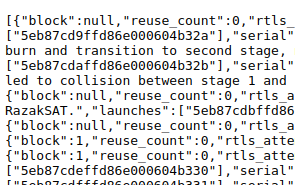 [{"block":null,"reuse_count":0,"rtls_
["5eb87cd9ffd86e000604b32a"],"serial"
burn and transition to second stage,
["5eb87cdaffd86e000604b32b"],"serial"
led to collision between stage 1 and
{"block":null,"reuse_count":0,"rtls_a
RazakSAT.","launches":["5eb87cdbffd86
{"block":null,"reuse_count":0,"rtls_a
{"block":1,"reuse_count":0,"rtls_atte
{"block":1,"reuse_count":0,"rtls_atte
["5eb87cdeffd86e000604b330"],"serial"
["5eb87cdfffd86e000604b331"],"serial"